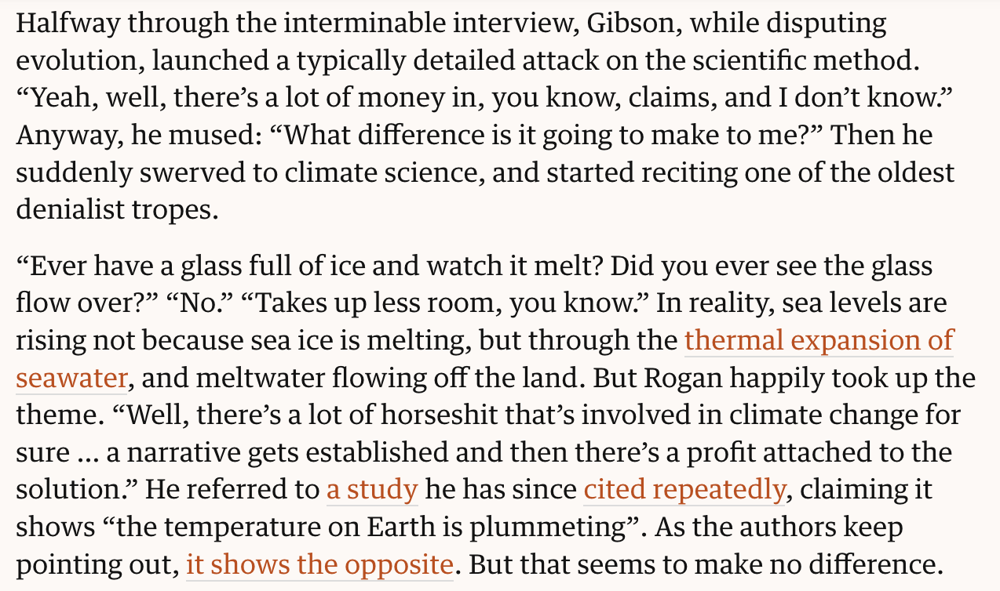 Halfway through the interminable interview, Gibson, while disputing
evolution, launched a typically detailed attack on the scientific method.
“Yeah, well, there’s a lot of money in, you know, claims, and I don’t know.”
Anyway, he mused: “What difference is it going to make to me?” Then he
suddenly swerved to climate science, and started reciting one of the oldest
denialist tropes.
“Ever have a glass full of ice and watch it melt? Did you ever see the glass
flow over?” “No.” “Takes up less room, you know.” In reality, sea levels are
rising not because sea ice is melting, but through the thermal expansion of
seawater, and meltwater flowing off the land. But Rogan happily took up the
theme. “Well, there’s a lot of horseshit that’s involved in climate change for
sure ... a narrative gets established and then there’s a profit attached to the
solution.” He referred to a study he has since cited repeatedly, claiming it
shows “the temperature on Earth is plummeting”. As the authors keep
pointing out, it shows the opposite. But that seems to make no difference.